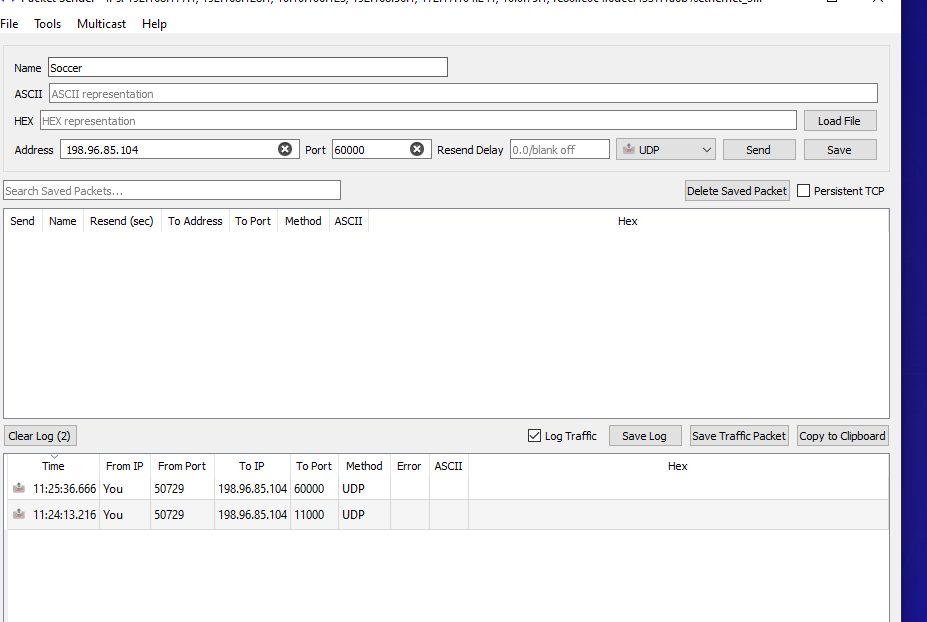 File Tools Multicast Help
Name Soccer
ASCII ASCII representation
HEX HEX representation Load File
Address 198.96.85.104 Port 60000 Resend Delay 0.0/blank off UDP Send Save
Search Saved Packets... Delete Saved Packet Persistent TCP
Send Name Resend (sec) To Address To Port Method ASCII Hex
Clear Log (2) Log Traffic Save Log Save Traffic Packet Copy to Clipboard
Time From IP From Port To IP To Port Method Error ASCII Hex
11:25:36.666 You 50729 198.96.85.104 60000 UDP
11:24:13.216 You 50729 198.96.85.104 11000 UDP